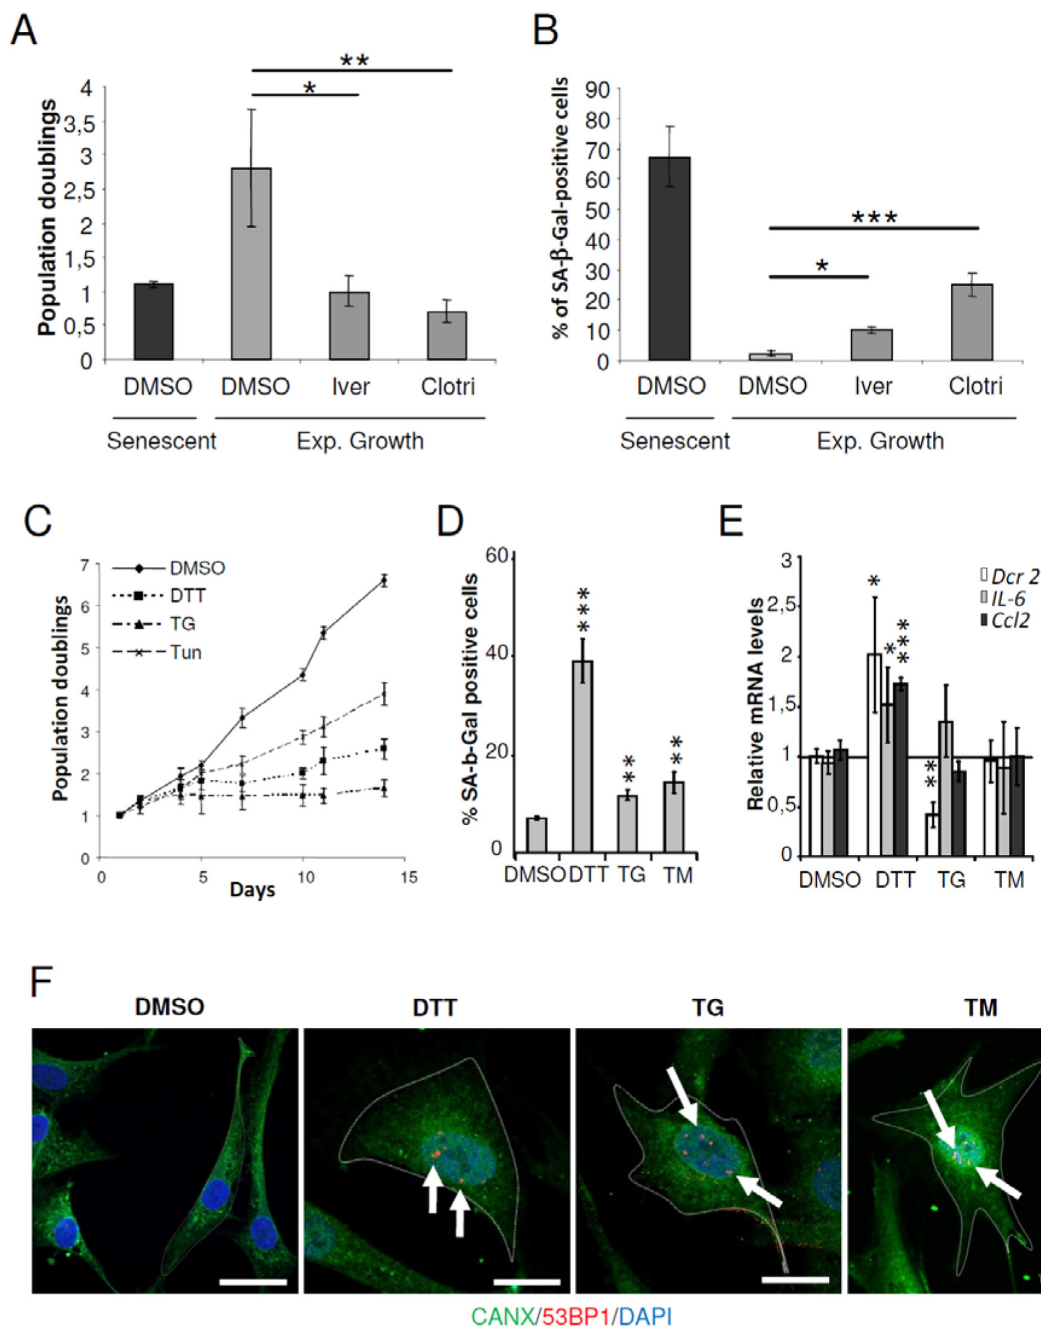 A
**
*
Population doublings
4
3,5
3
2,5
2
1,5
1
0,5
0
DMSO DMSO Iver Clotri
Senescent Exp. Growth
B
% of SA-β-Gal-positive cells
90
80
70
60
50
40
30
20
10
0
***
*
DMSO DMSO Iver Clotri
Senescent Exp. Growth
C
Population doublings
7
6
5
4
3
2
1
0
DMSO
DTT
TG
Tun
0 5 10 15
Days
D
% SA-b-Gal positive cells
60
40
20
0
***
**
**
DMSO DTT TG TM
E
Relative mRNA levels
3
2,5
2
1,5
1
0,5
0
Dcr 2
IL-6
Ccl2
*
*
***
**
DMSO DTT TG TM
F
DMSO DTT TG TM
CANX/53BP1/DAPI